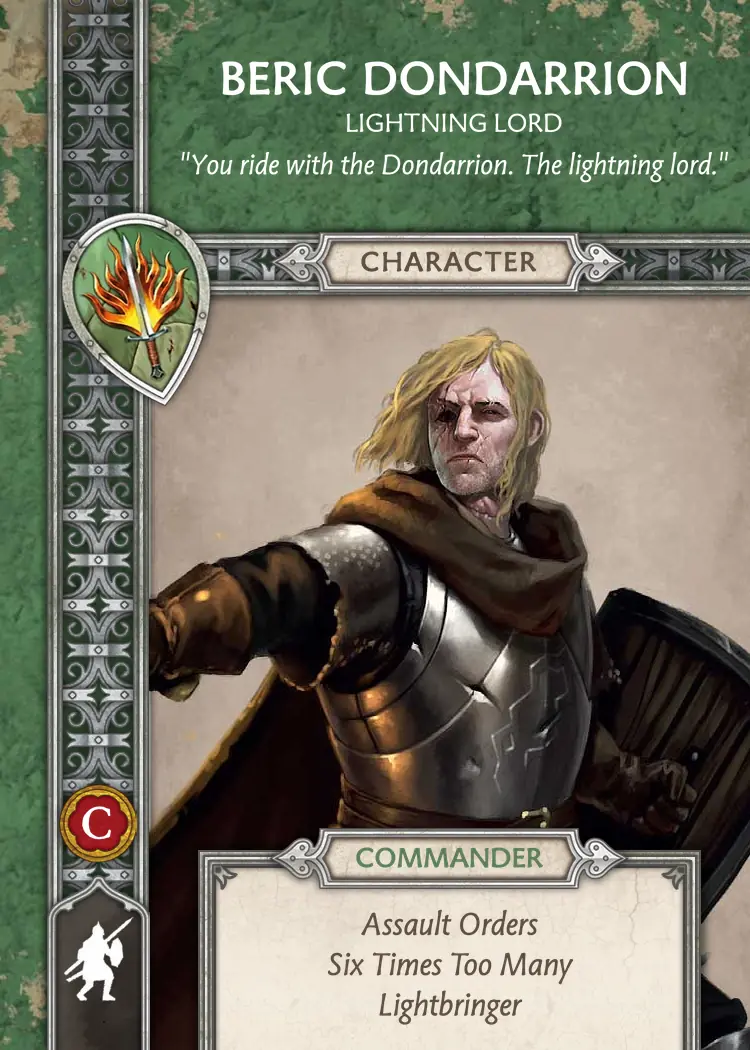 BERIC DONDARRION
LIGHTNING LORD
"You ride with the Dondarrion. The lightning lord."
CHARACTER
C
COMMANDER
Assault Orders
Six Times Too Many
Lightbringer